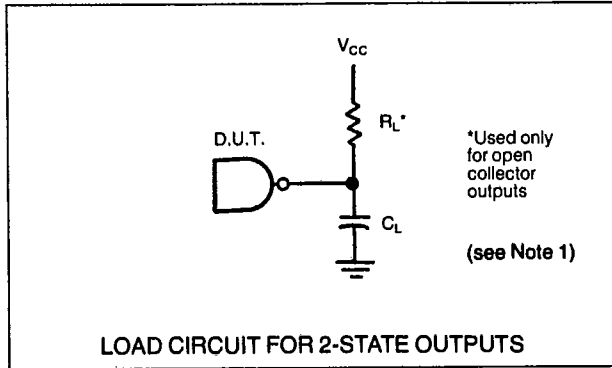 V_CC
R_L*
D.U.T.
*Used only
for open
collector
outputs
C_L
(see Note 1)
LOAD CIRCUIT FOR 2-STATE OUTPUTS